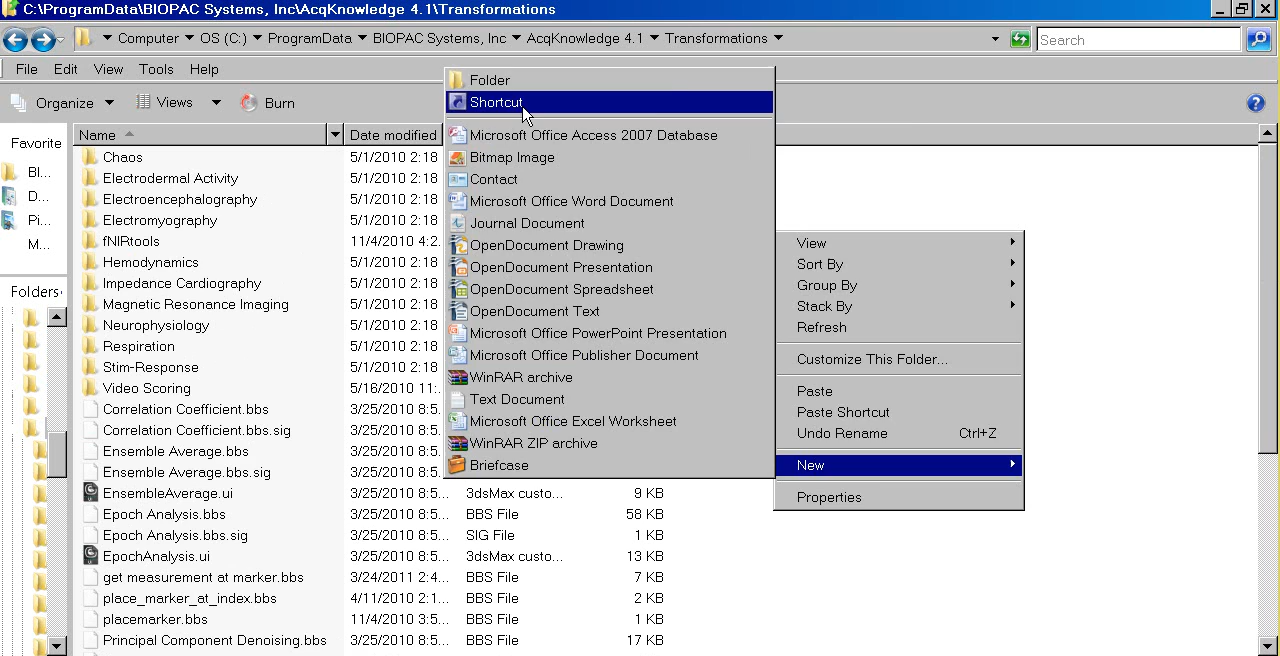 C:\ProgramData\BIOPAC Systems, Inc\AcqKnowledge 4.1\Transformations
Computer OS (C:) ProgramData BIOPAC Systems, Inc AcqKnowledge 4.1 Transformations Search
File Edit View Tools Help
Organize Views Burn
Favorite
BI...
D...
Pi...
M...
Folders
Name Date modified
Chaos 5/1/2010 2:18
Electrodermal Activity 5/1/2010 2:18
Electroencephalography 5/1/2010 2:18
Electromyography 5/1/2010 2:18
fNIRtools 11/4/2010 4:2.
Hemodynamics 5/1/2010 2:18
Impedance Cardiography 5/1/2010 2:18
Magnetic Resonance Imaging 5/1/2010 2:18
Neurophysiology 5/1/2010 2:18
Respiration 5/1/2010 2:18
Stim-Response 5/1/2010 2:18
Video Scoring 5/16/2010 11:.
Correlation Coefficient.bbs 3/25/2010 8:5.
Correlation Coefficient.bbs.sig 3/25/2010 8:5.
Ensemble Average.bbs 3/25/2010 8:5.
Ensemble Average.bbs.sig 3/25/2010 8:5.
EnsembleAverage.ui 3/25/2010 8:5... 3dsMax custo... 9 KB
Epoch Analysis.bbs 3/25/2010 8:5... BBS File 58 KB
Epoch Analysis.bbs.sig 3/25/2010 8:5... SIG File 1 KB
EpochAnalysis.ui 3/25/2010 8:5... 3dsMax custo... 13 KB
get measurement at marker.bbs 3/24/2011 2:4... BBS File 7 KB
place_marker_at_index.bbs 4/11/2010 2:1... BBS File 2 KB
placemarker.bbs 11/4/2010 3:5... BBS File 1 KB
Principal Component Denoising.bbs 3/25/2010 8:5... BBS File 17 KB
Folder
Shortcut
Microsoft Office Access 2007 Database
Bitmap Image
Contact
Microsoft Office Word Document
Journal Document
OpenDocument Drawing
OpenDocument Presentation
OpenDocument Spreadsheet
OpenDocument Text
Microsoft Office PowerPoint Presentation
Microsoft Office Publisher Document
WinRAR archive
Text Document
Microsoft Office Excel Worksheet
WinRAR ZIP archive
Briefcase
View
Sort By
Group By
Stack By
Refresh
Customize This Folder...
Paste
Paste Shortcut
Undo Rename Ctrl+Z
New
Properties